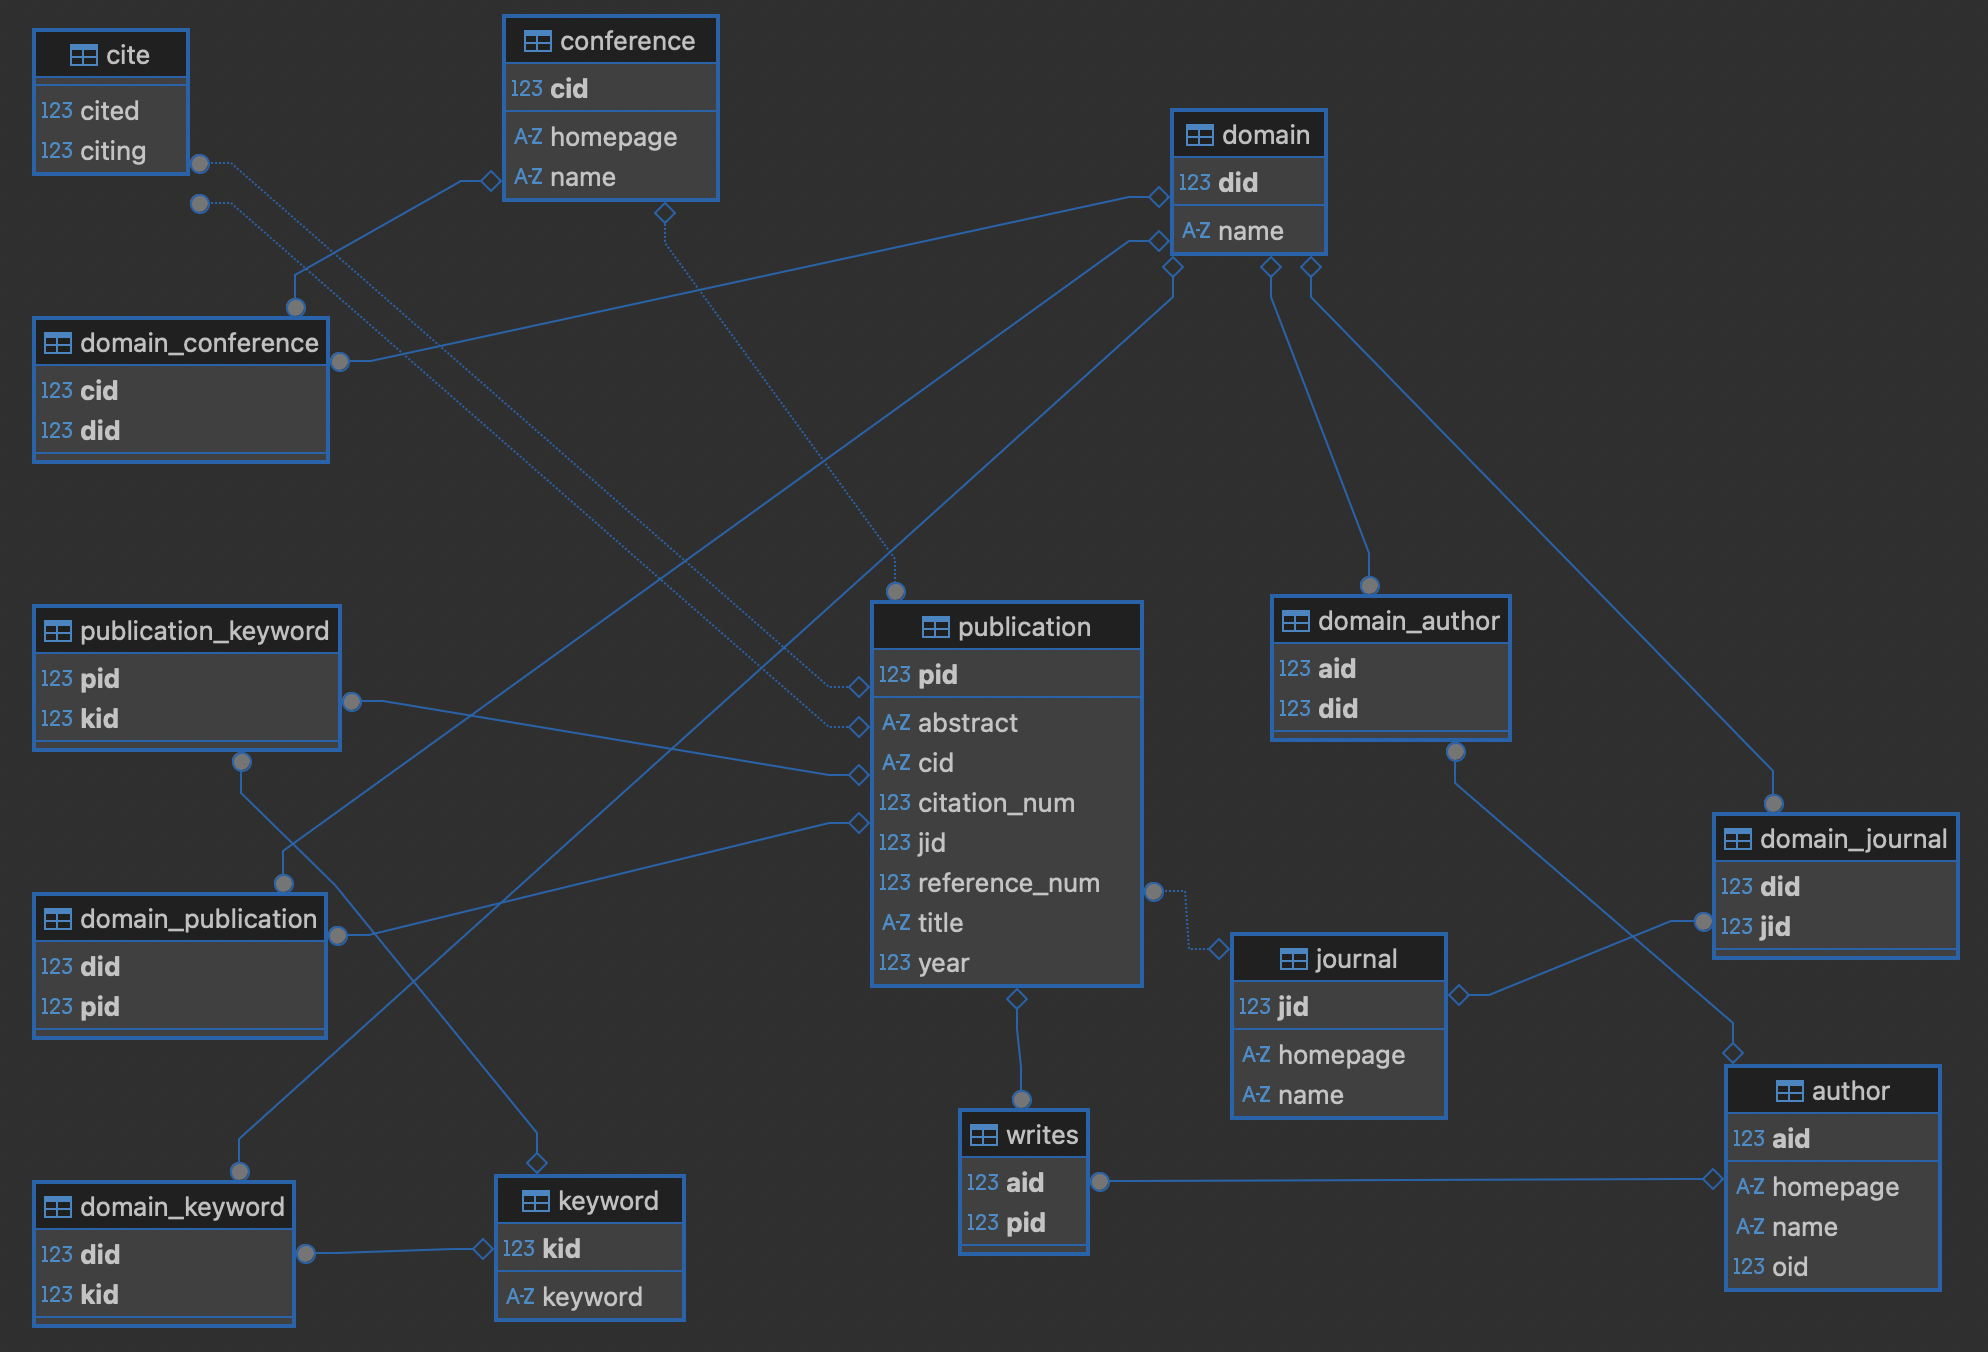 cite
123 cited
123 citing
conference
123 cid
A-Z homepage
A-Z name
domain
123 did
A-Z name
domain_conference
123 cid
123 did
publication_keyword
123 pid
123 kid
publication
123 pid
A-Z abstract
A-Z cid
123 citation_num
123 jid
123 reference_num
A-Z title
123 year
domain_author
123 aid
123 did
domain_journal
123 did
123 jid
domain_publication
123 did
123 pid
journal
123 jid
A-Z homepage
A-Z name
author
123 aid
A-Z homepage
A-Z name
123 oid
writes
123 aid
123 pid
domain_keyword
123 did
123 kid
keyword
123 kid
A-Z keyword